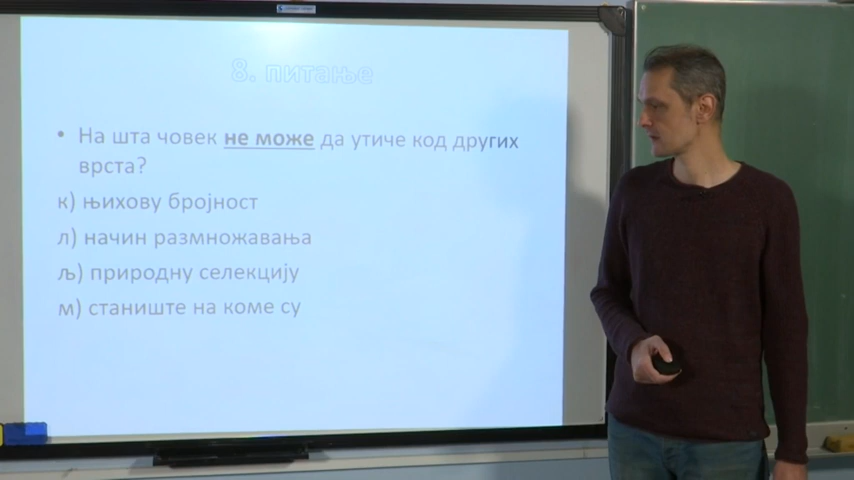 8. питање
• На шта човек не може да утиче код других
врста?
к) њихову бројност
л) начин размножавања
љ) природну селекцију
м) станиште на коме су